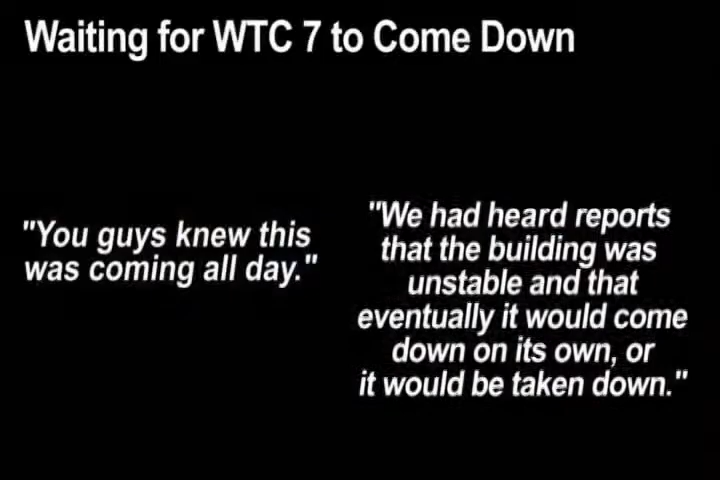 Waiting for WTC 7 to Come Down
"You guys knew this
was coming all day."
"We had heard reports
that the building was
unstable and that
eventually it would come
down on its own, or
it would be taken down."